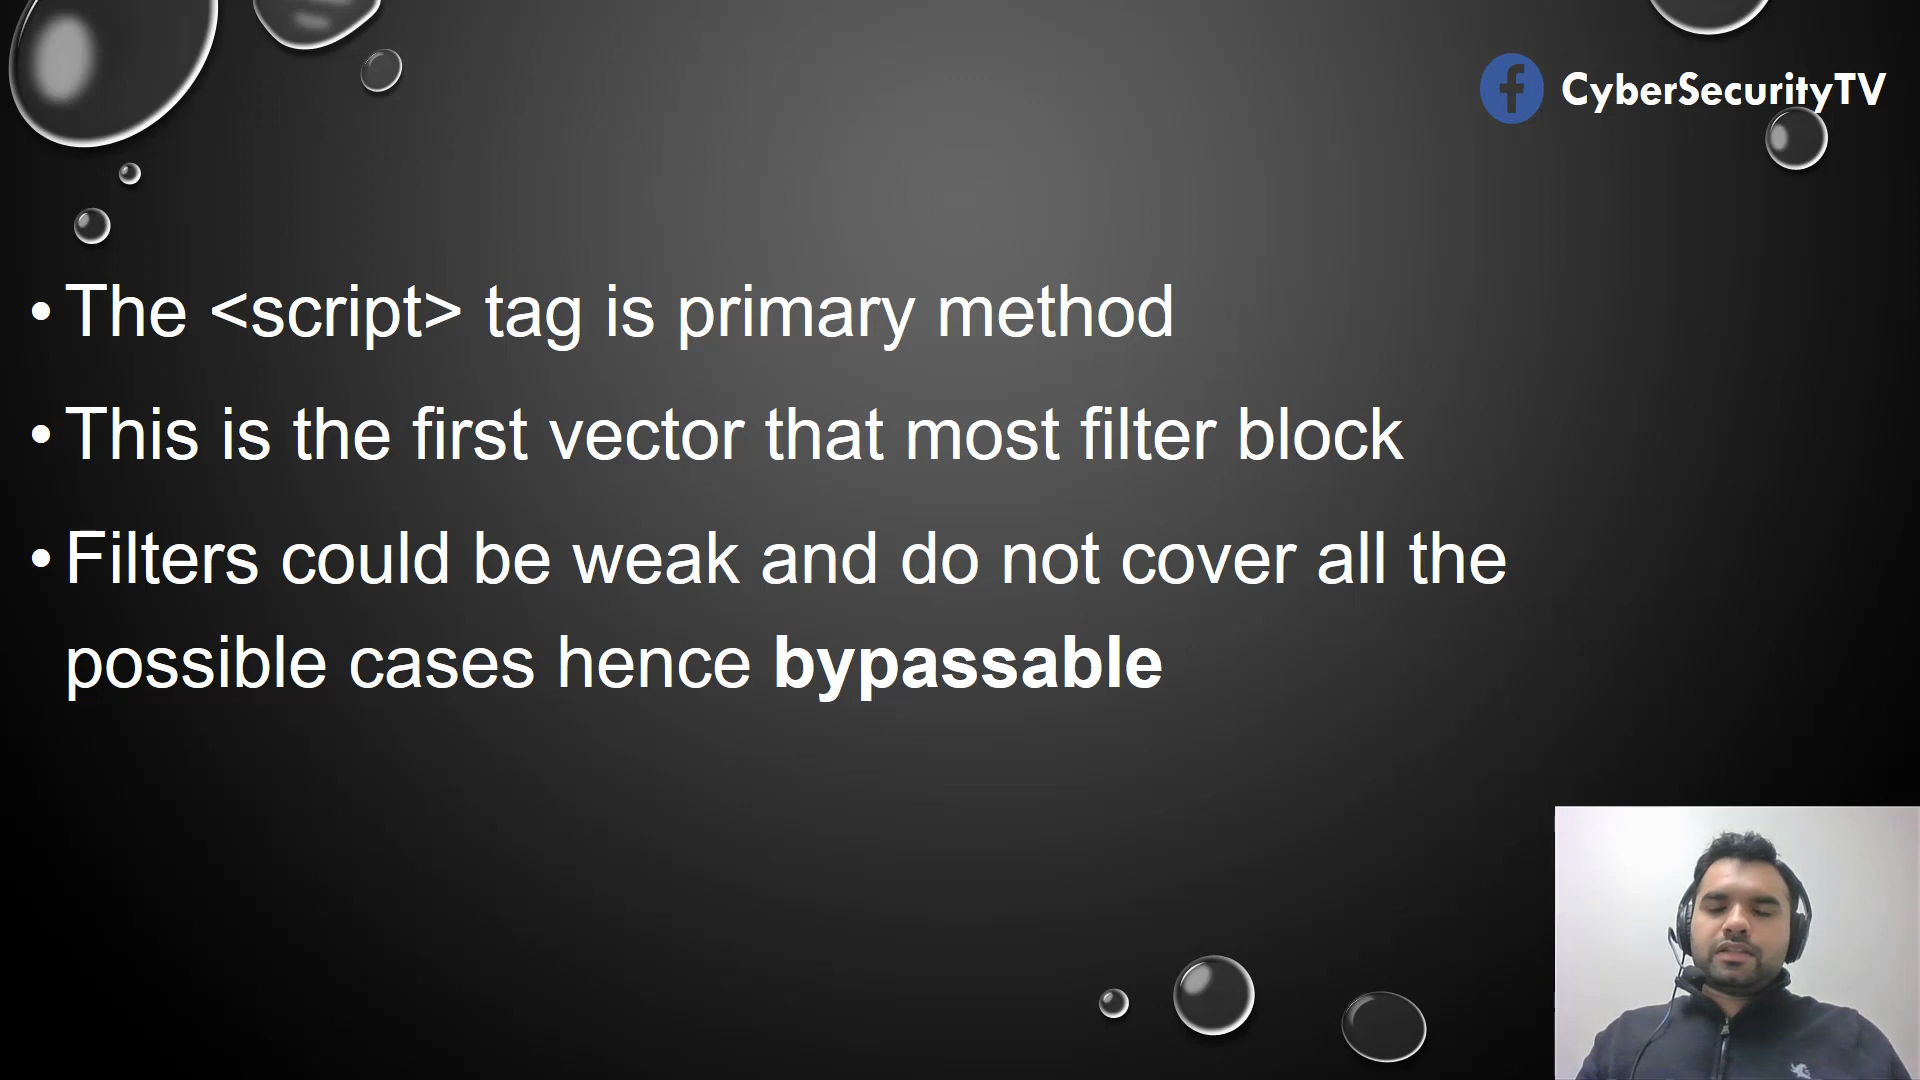 CyberSecurityTV
• The <script> tag is primary method
• This is the first vector that most filter block
• Filters could be weak and do not cover all the
possible cases hence bypassable